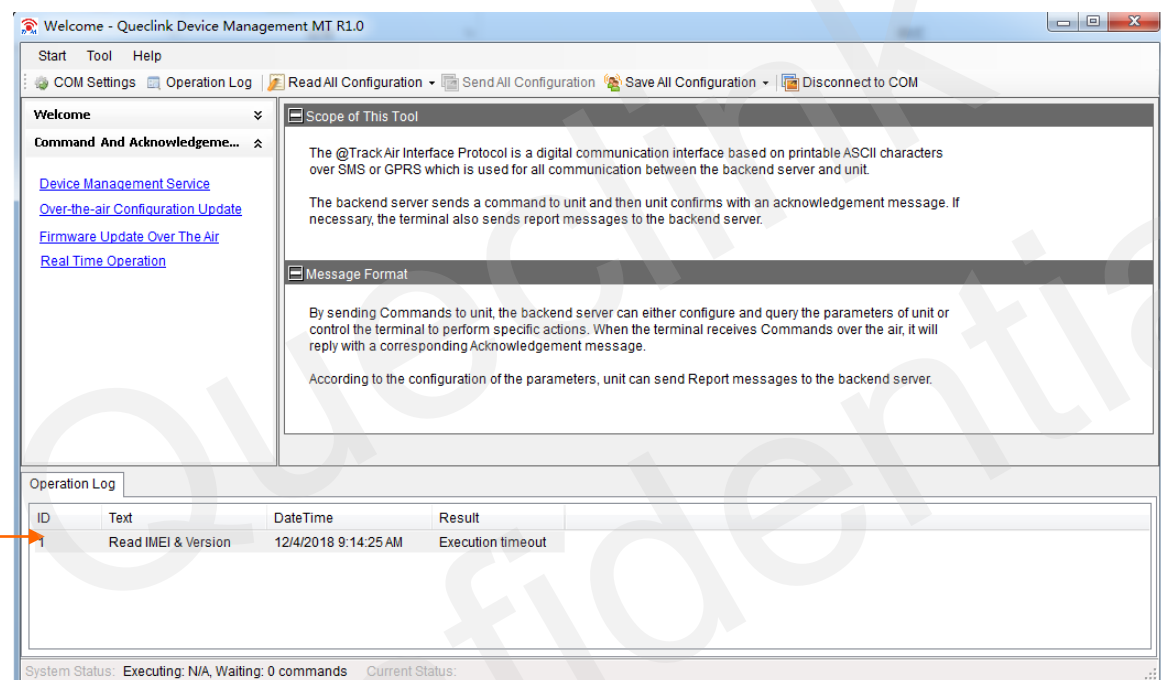 Welcome - Queclink Device Management MT R1.0
Start Tool Help
COM Settings Operation Log Read All Configuration Send All Configuration Save All Configuration Disconnect to COM
Welcome
Command And Acknowledgeme...
Device Management Service
Over-the-air Configuration Update
Firmware Update Over The Air
Real Time Operation
Scope of This Tool
The @Track Air Interface Protocol is a digital communication interface based on printable ASCII characters
over SMS or GPRS which is used for all communication between the backend server and unit.
The backend server sends a command to unit and then unit confirms with an acknowledgement message. If
necessary, the terminal also sends report messages to the backend server.
Message Format
By sending Commands to unit, the backend server can either configure and query the parameters of unit or
control the terminal to perform specific actions. When the terminal receives Commands over the air, it will
reply with a corresponding Acknowledgement message.
According to the configuration of the parameters, unit can send Report messages to the backend server.
Operation Log
ID Text DateTime Result
1 Read IMEI & Version 12/4/2018 9:14:25 AM Execution timeout
System Status: Executing: N/A, Waiting: 0 commands Current Status:
Queclink